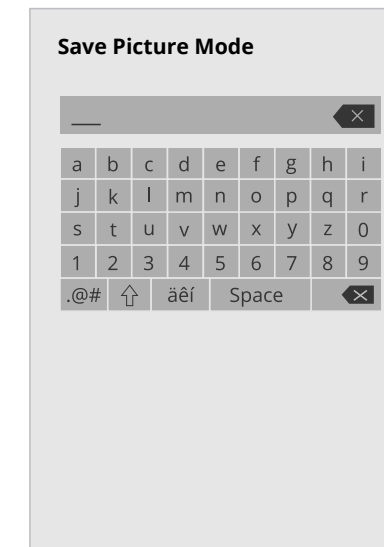 Save Picture Mode
a b c d e f g h i
j k l m n o p q r
s t u v w x y z 0
1 2 3 4 5 6 7 8 9
.@# äêí Space